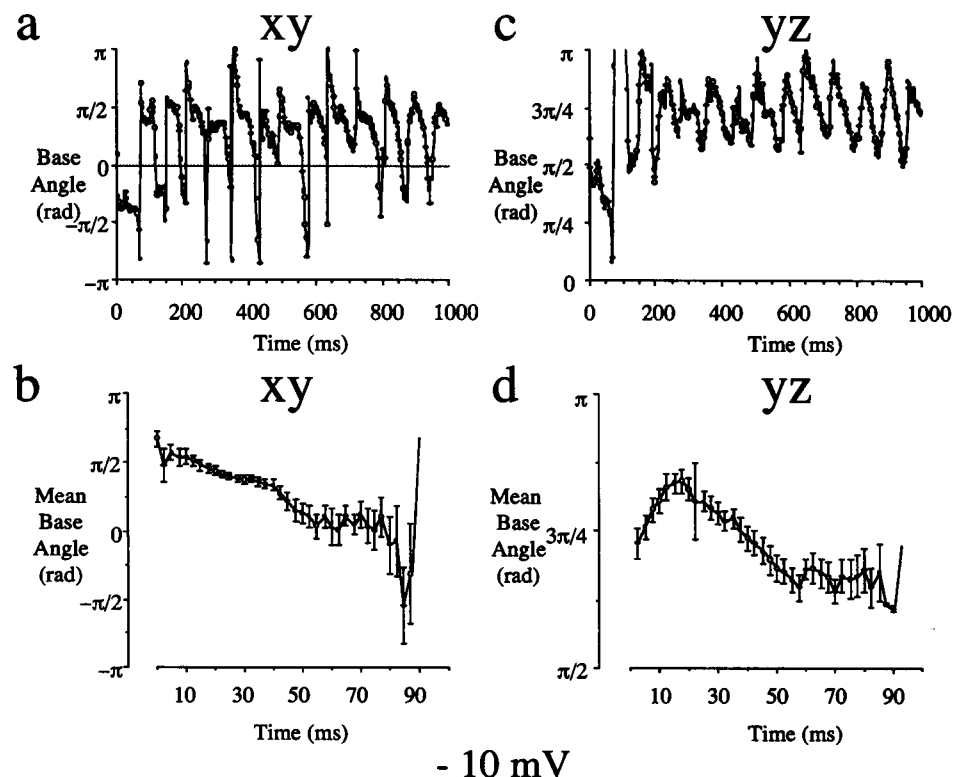 a
xy
π
π/2
0
−π/2
−π
Base
Angle
(rad)
0
200
400
600
800
1000
Time (ms)
c
yz
π
3π/4
π/2
π/4
0
Base
Angle
(rad)
0
200
400
600
800
1000
Time (ms)
b
xy
π
π/2
0
−π/2
−π
Mean
Base
Angle
(rad)
10
30
50
70
90
Time (ms)
d
yz
π
3π/4
π/2
Mean
Base
Angle
(rad)
10
30
50
70
90
Time (ms)
- 10 mV